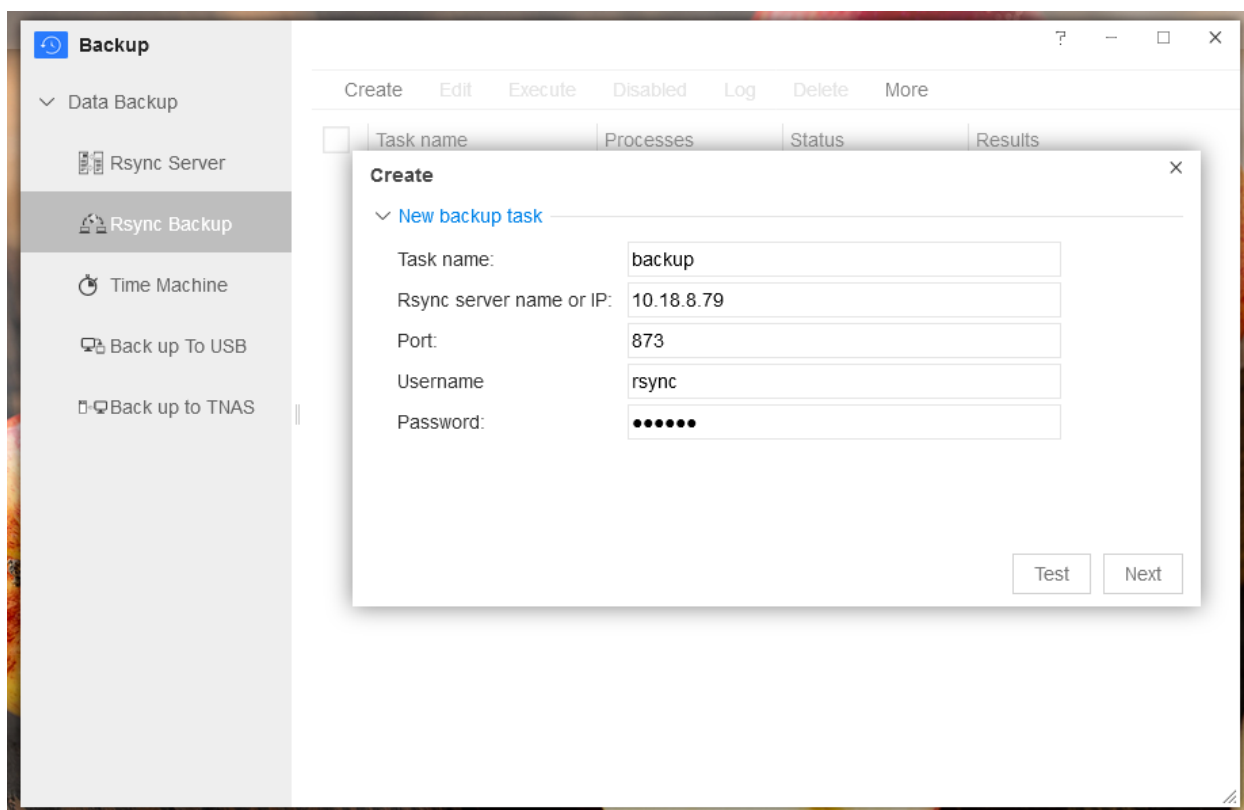 Backup
Data Backup
Rsync Server
Rsync Backup
Time Machine
Back up To USB
Back up to TNAS
Create Edit Execute Disabled Log Delete More
Task name Processes Status Results
Create
New backup task
Task name: backup
Rsync server name or IP: 10.18.8.79
Port: 873
Username rsync
Password: ●●●●●●
Test Next